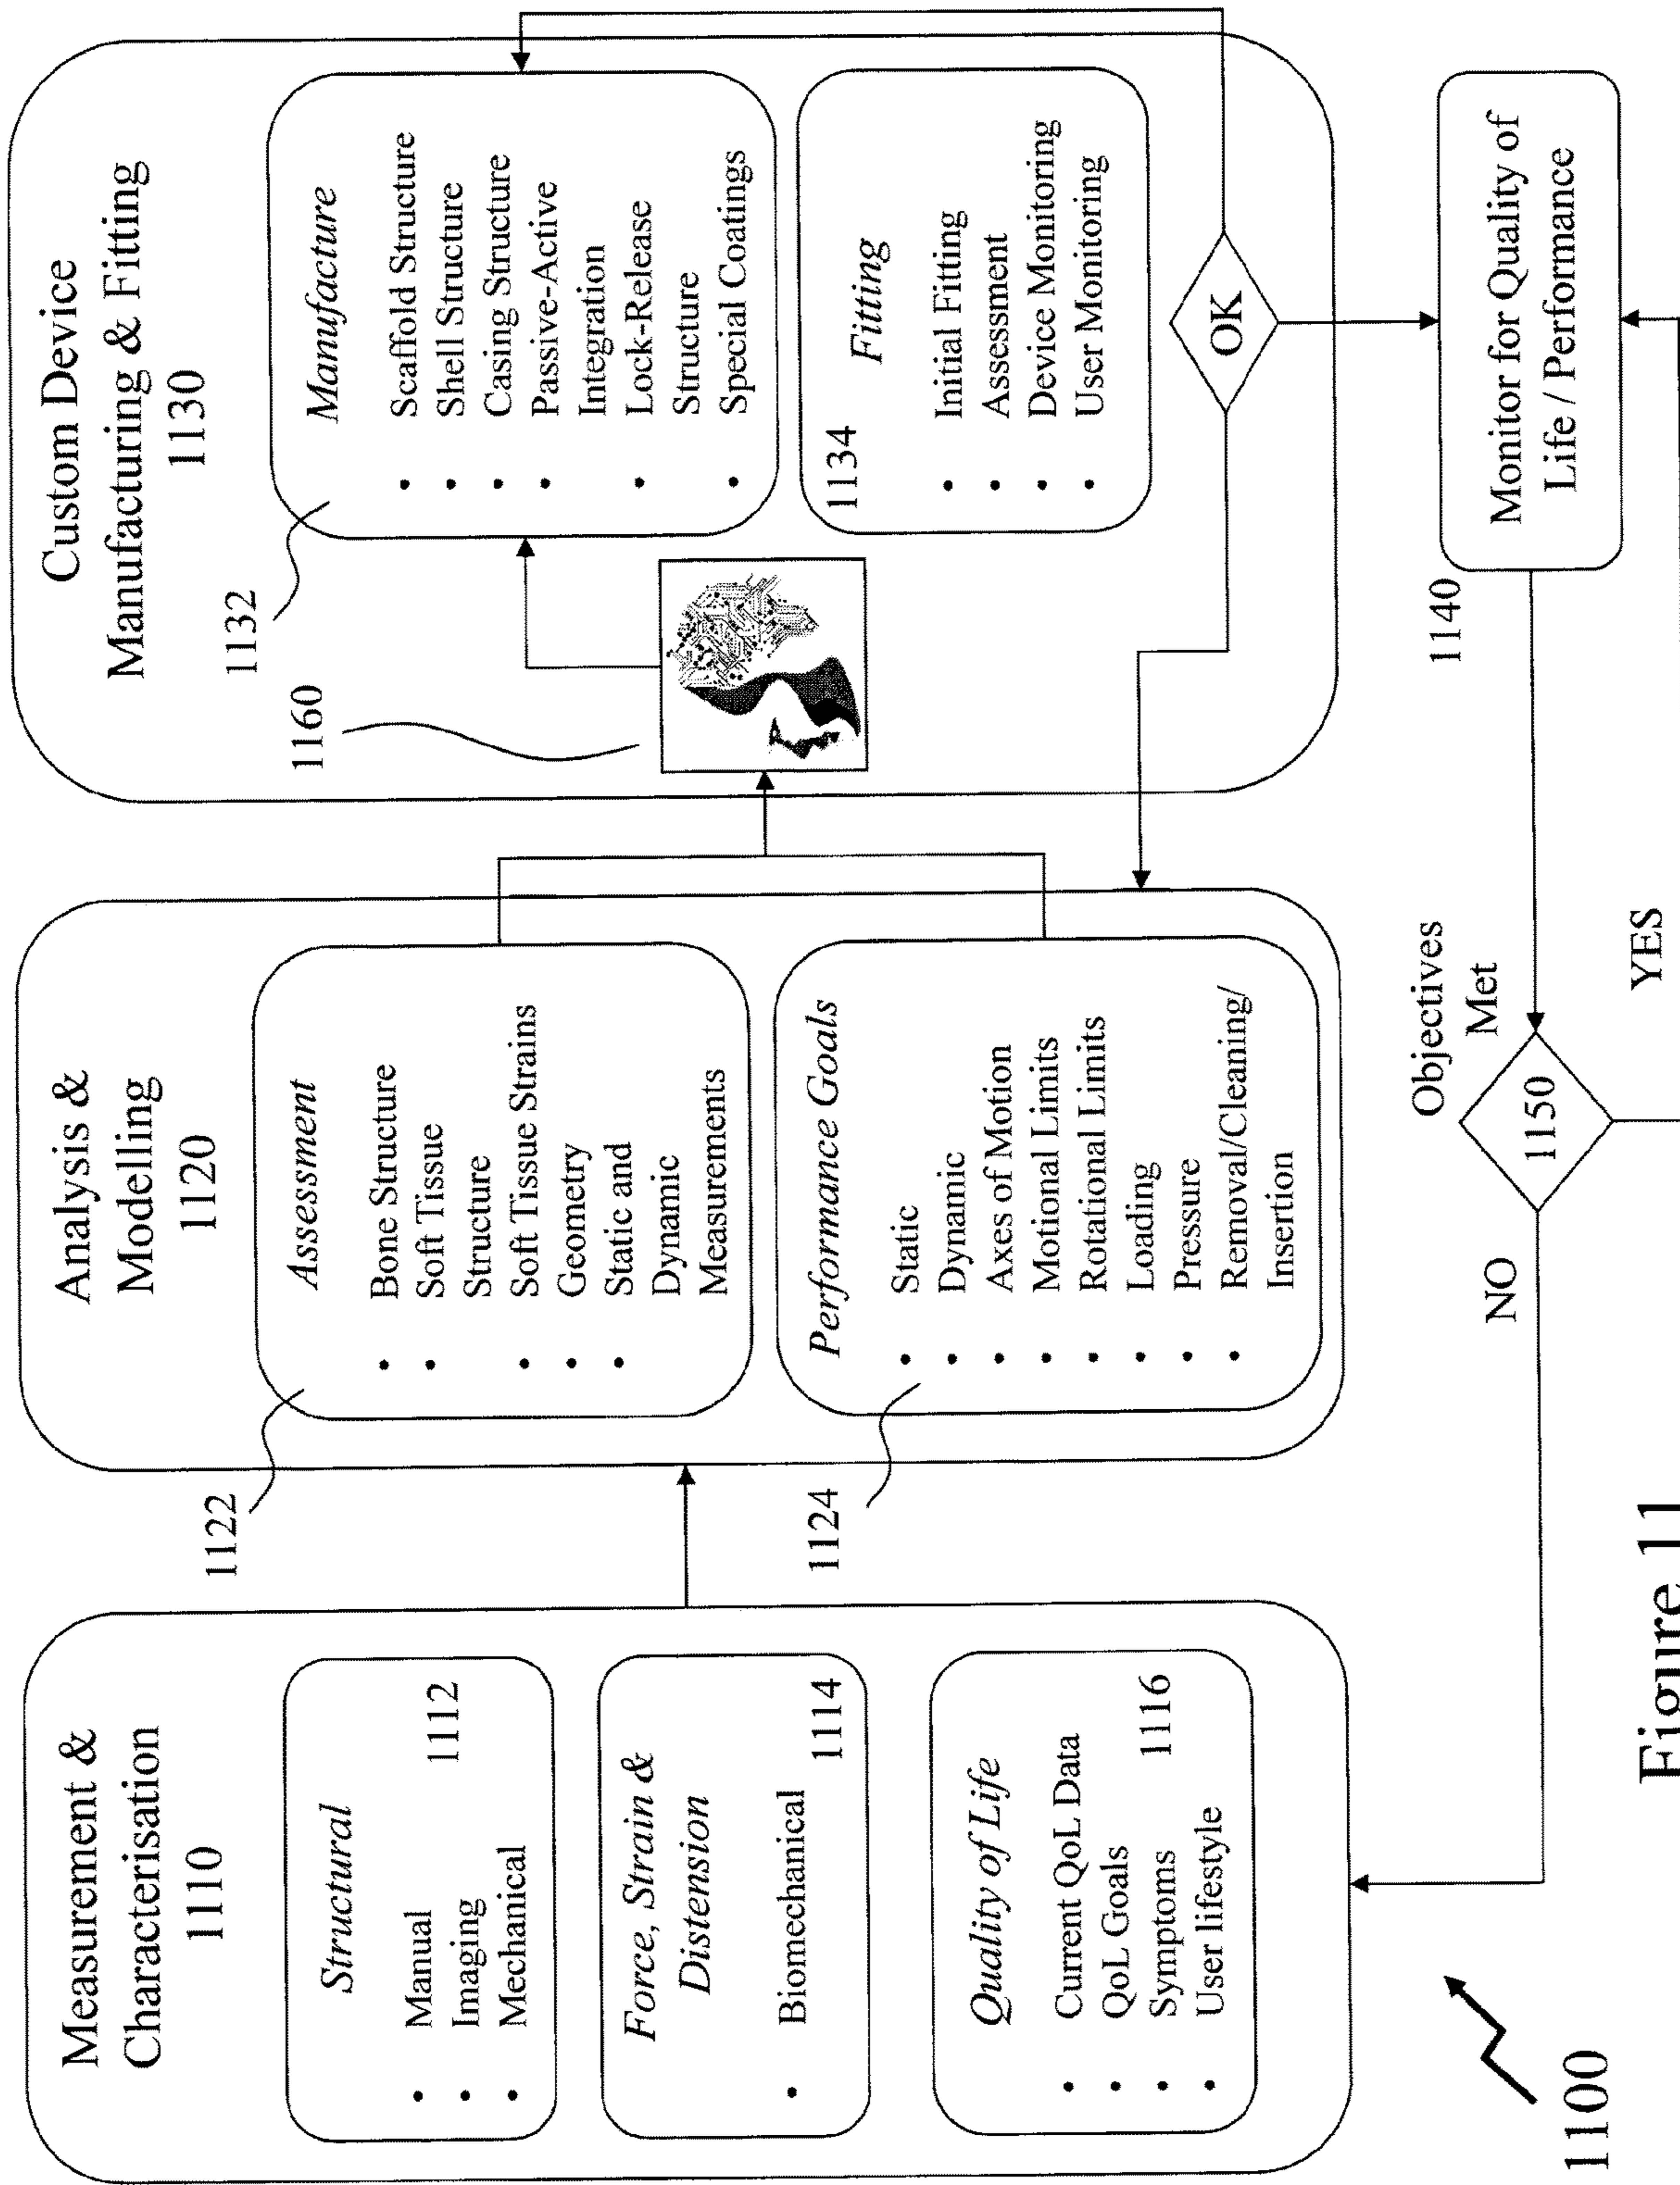 Measurement &
Characterisation
1110
Structural
• Manual
• Imaging
• Mechanical
1112
Force, Strain &
Distension
• Biomechanical
1114
Quality of Life
• Current QoL Data
• QoL Goals
• Symptoms
• User lifestyle
1116
Analysis &
Modelling
1120
1122
Assessment
• Bone Structure
• Soft Tissue
Structure
• Soft Tissue Strains
• Geometry
• Static and
Dynamic
Measurements
1124
Performance Goals
• Static
• Dynamic
• Axes of Motion
• Motional Limits
• Rotational Limits
• Loading
• Pressure
• Removal/Cleaning/
Insertion
Custom Device
Manufacturing & Fitting
1130
1132
1160
Manufacture
• Scaffold Structure
• Shell Structure
• Casing Structure
• Passive-Active
Integration
• Lock-Release
Structure
• Special Coatings
1134
Fitting
• Initial Fitting
• Assessment
• Device Monitoring
• User Monitoring
OK
1140
Monitor for Quality of
Life / Performance
Objectives
Met
1150
NO
YES
1100
Figure 11